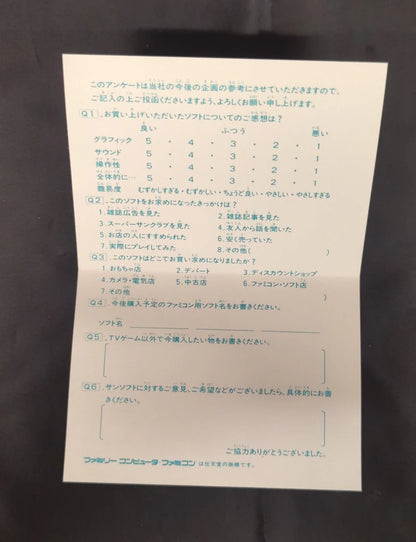 このアンケートは当社の今後の企画の参考にさせていただきますので、
ご記入の上ご投函くださいますよう、よろしくお願い申し上げます。
Q1. お買い上げいただいたソフトについてのご感想は？
良い ふつう 悪い
グラフィック 5 ・ 4 ・ 3 ・ 2 ・ 1
サウンド 5 ・ 4 ・ 3 ・ 2 ・ 1
操作性 5 ・ 4 ・ 3 ・ 2 ・ 1
全体的に… 5 ・ 4 ・ 3 ・ 2 ・ 1
難易度 むずかしすぎる・むずかしい・ちょうど良い・やさしい・やさしすぎる
Q2. このソフトをお求めになったきっかけは？
1.雑誌広告を見た 2.雑誌記事を見た
3.スーパーサンクラブを見た 4.友人から話を聞いた
5.お店の人にすすめられた 6.安く売っていた
7.実際にプレイしてみた 8.その他( )
Q3. このソフトはどこでお買い求めになりましたか？
1.おもちゃ店 2.デパート 3.ディスカウントショップ
4.カメラ・電気店 5.中古店 6.ファミコン・ソフト店
7.その他( )
Q4. 今後購入予定のファミコン用ソフト名をお書きください。
ソフト名
Q5. TVゲーム以外で今購入したい物をお書きください。
Q6. サンソフトに対するご意見、ご希望などがございましたら、具体的にお書
きください。
ご協力ありがとうございました。
ファミリーコンピュータ・ファミコンは任天堂の商標です。